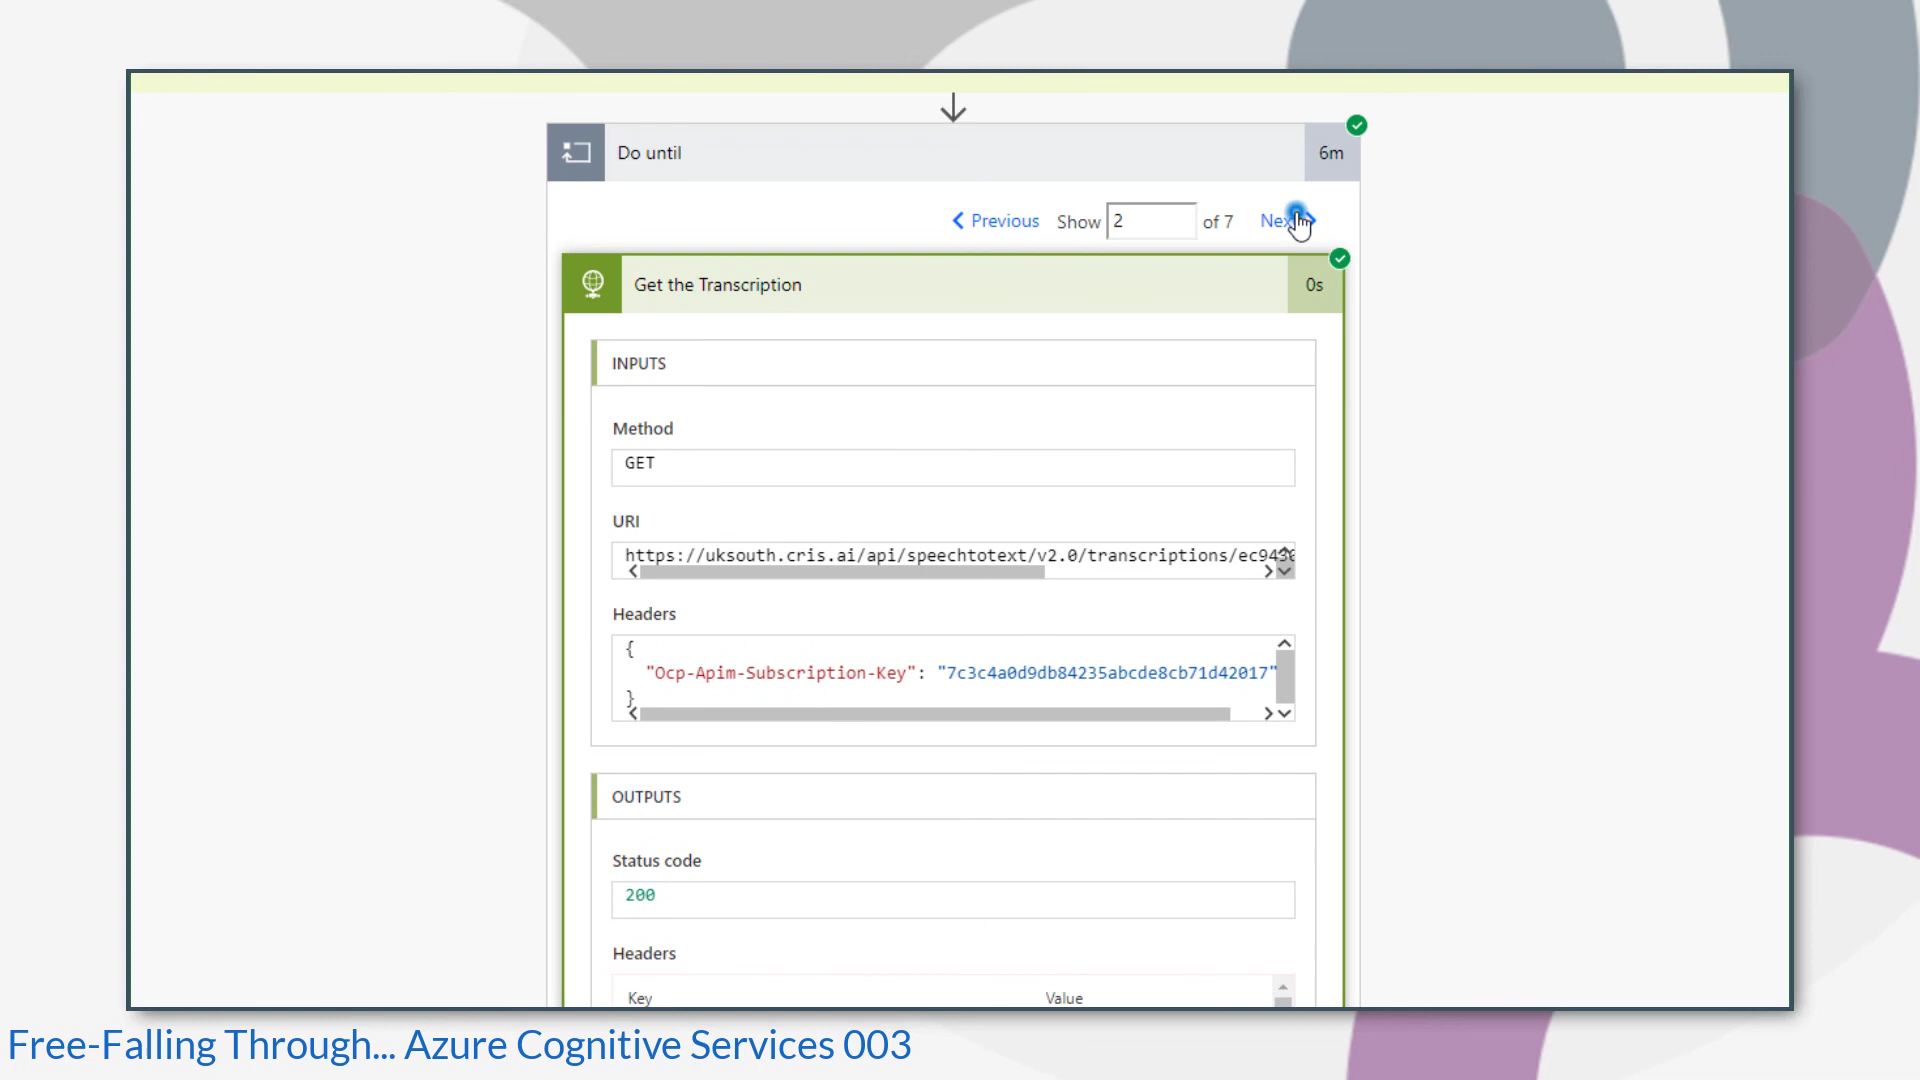 Do until
6m
Previous Show 2 of 7 Next
Get the Transcription
0s
INPUTS
Method
GET
URI
https://uksouth.cris.ai/api/speechtotext/v2.0/transcriptions/ec9430
Headers
{
"Ocp-Apim-Subscription-Key": "7c3c4a0d9db84235abcde8cb71d42017"
}
OUTPUTS
Status code
200
Headers
Key Value
Free-Falling Through... Azure Cognitive Services 003